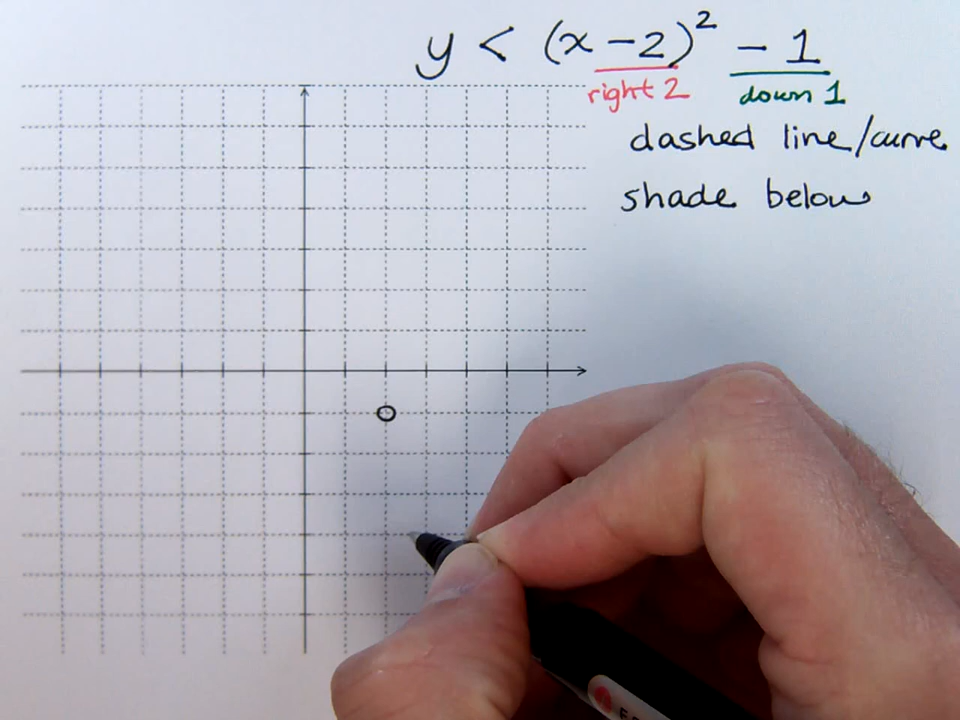 y < (x - 2)² - 1
right 2 down 1
dashed line/curve
shade below